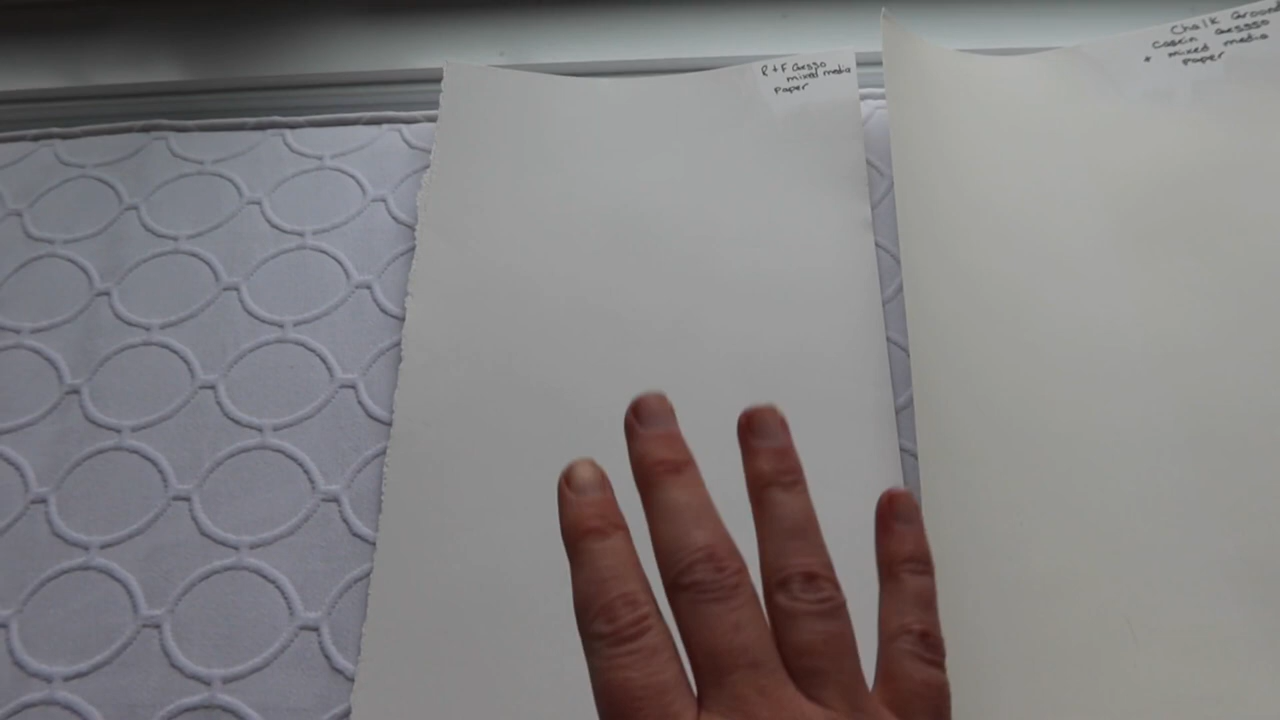 R + F Gesso
mixed media
paper
Chalk Ground
Casein Gessso
mixed media
paper